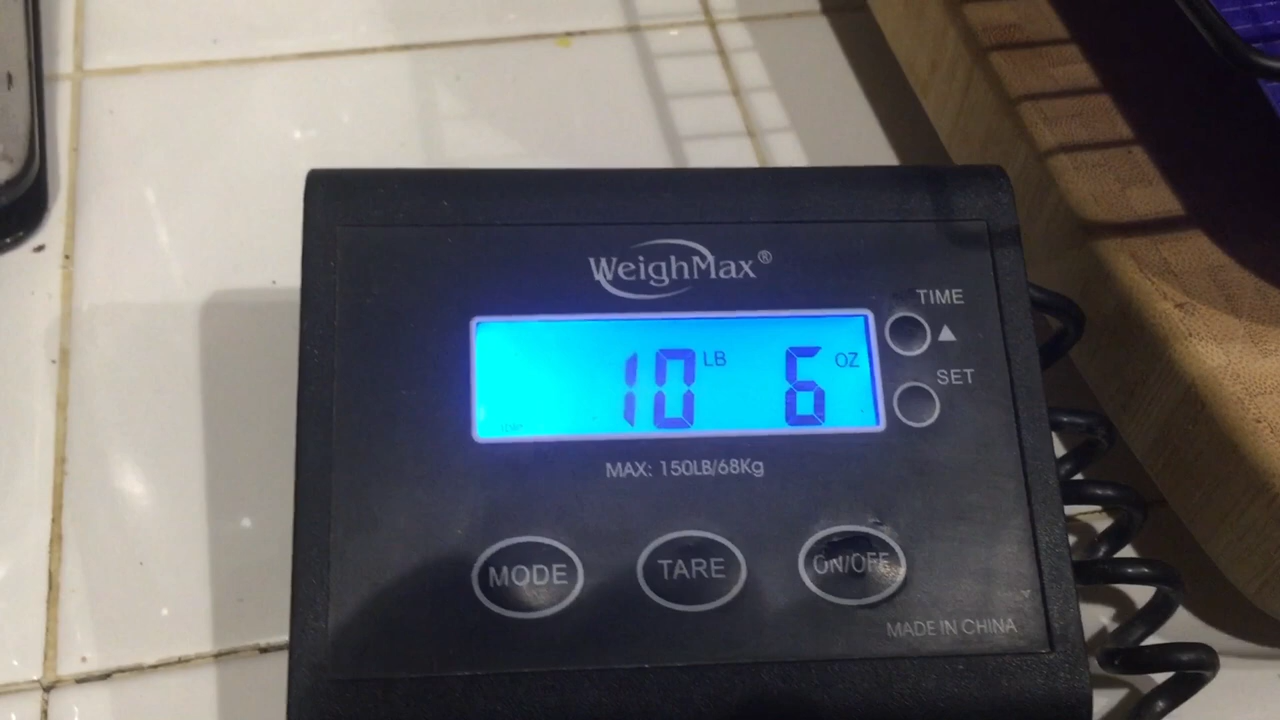 WeighMax®
TIME
10 LB 6 OZ
SET
MAX: 150LB/68Kg
MODE TARE ON/OFF
MADE IN CHINA